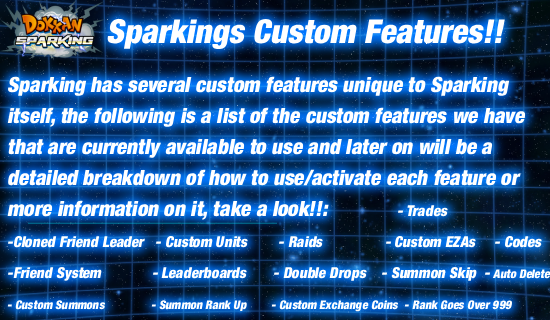 DOKKAN
SPARKING
Sparkings Custom Features!!
Sparking has several custom features unique to Sparking
itself, the following is a list of the custom features we have
that are currently available to use and later on will be a
detailed breakdown of how to use/activate each feature or
more information on it, take a look!!: - Trades
-Cloned Friend Leader - Custom Units - Raids - Custom EZAs - Codes
-Friend System - Leaderboards - Double Drops - Summon Skip - Auto Delete
- Custom Summons - Summon Rank Up - Custom Exchange Coins - Rank Goes Over 999